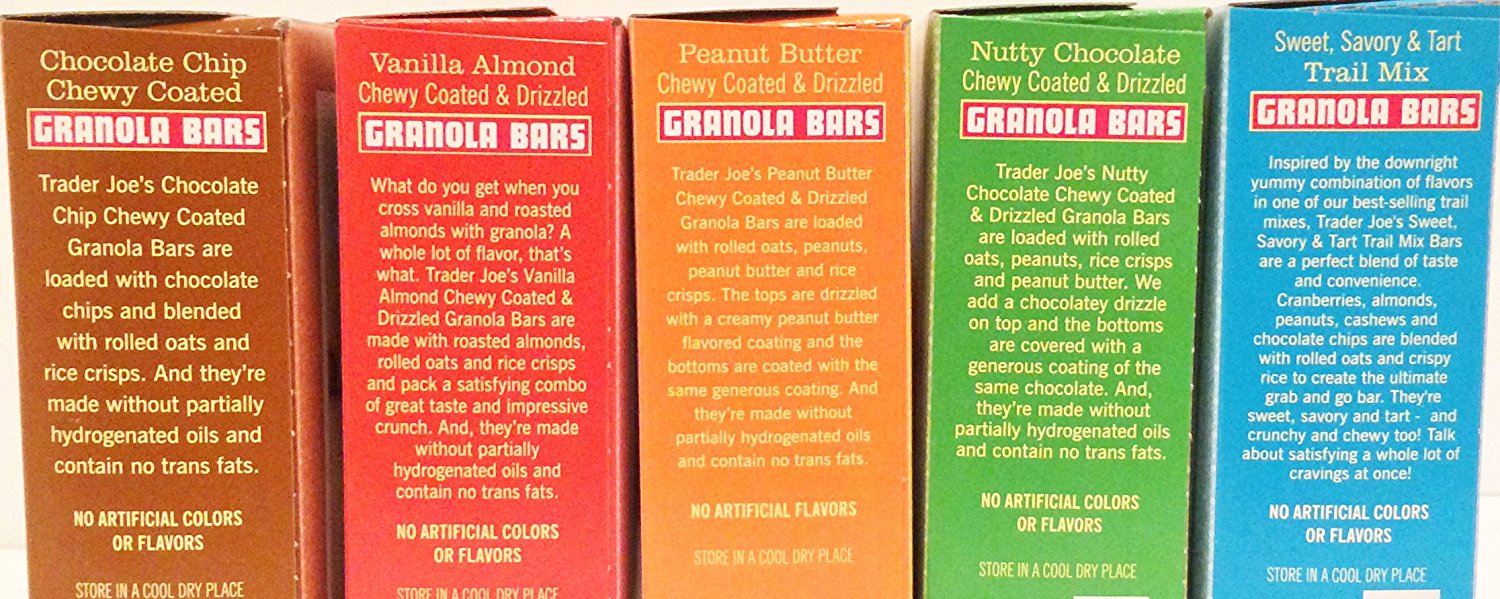 Chocolate Chip
Chewy Coated
GRANOLA BARS
Trader Joe's Chocolate
Chip Chewy Coated
Granola Bars are
loaded with chocolate
chips and blended
with rolled oats and
rice crisps. And they're
made without partially
hydrogenated oils and
contain no trans fats.
NO ARTIFICIAL COLORS
OR FLAVORS
STORE IN A COOL DRY PLACE
Vanilla Almond
Chewy Coated & Drizzled
GRANOLA BARS
What do you get when you
cross vanilla and roasted
almonds with granola? A
whole lot of flavor, that's
what. Trader Joe's Vanilla
Almond Chewy Coated &
Drizzled Granola Bars are
made with roasted almonds,
rolled oats and rice crisps
and pack a satisfying combo
of great taste and impressive
crunch. And, they're made
without partially
hydrogenated oils and
contain no trans fats.
NO ARTIFICIAL COLORS
OR FLAVORS
STORE IN A COOL DRY PLACE
Peanut Butter
Chewy Coated & Drizzled
GRANOLA BARS
Trader Joe's Peanut Butter
Chewy Coated & Drizzled
Granola Bars are loaded
with rolled oats, peanuts,
peanut butter and rice
crisps. The tops are drizzled
with a creamy peanut butter
flavored coating and the
bottoms are coated with the
same generous coating. And
they're made without
partially hydrogenated oils
and contain no trans fats.
NO ARTIFICIAL FLAVORS
STORE IN A COOL DRY PLACE
Nutty Chocolate
Chewy Coated & Drizzled
GRANOLA BARS
Trader Joe's Nutty
Chocolate Chewy Coated
& Drizzled Granola Bars
are loaded with rolled
oats, peanuts, rice crisps
and peanut butter. We
add a chocolatey drizzle
on top and the bottoms
are covered with a
generous coating of the
same chocolate. And,
they're made without
partially hydrogenated oils
and contain no trans fats.
NO ARTIFICIAL COLORS
OR FLAVORS
STORE IN A COOL DRY PLACE
Sweet, Savory & Tart
Trail Mix
GRANOLA BARS
Inspired by the downright
yummy combination of flavors
in one of our best-selling trail
mixes, Trader Joe's Sweet,
Savory & Tart Trail Mix Bars
are a perfect blend of taste
and convenience.
Cranberries, almonds,
peanuts, cashews and
chocolate chips are blended
with rolled oats and crispy
rice to create the ultimate
grab and go bar. They're
sweet, savory and tart - and
crunchy and chewy too! Talk
about satisfying a whole lot of
cravings at once!
NO ARTIFICIAL COLORS
OR FLAVORS
STORE IN A COOL DRY PLACE